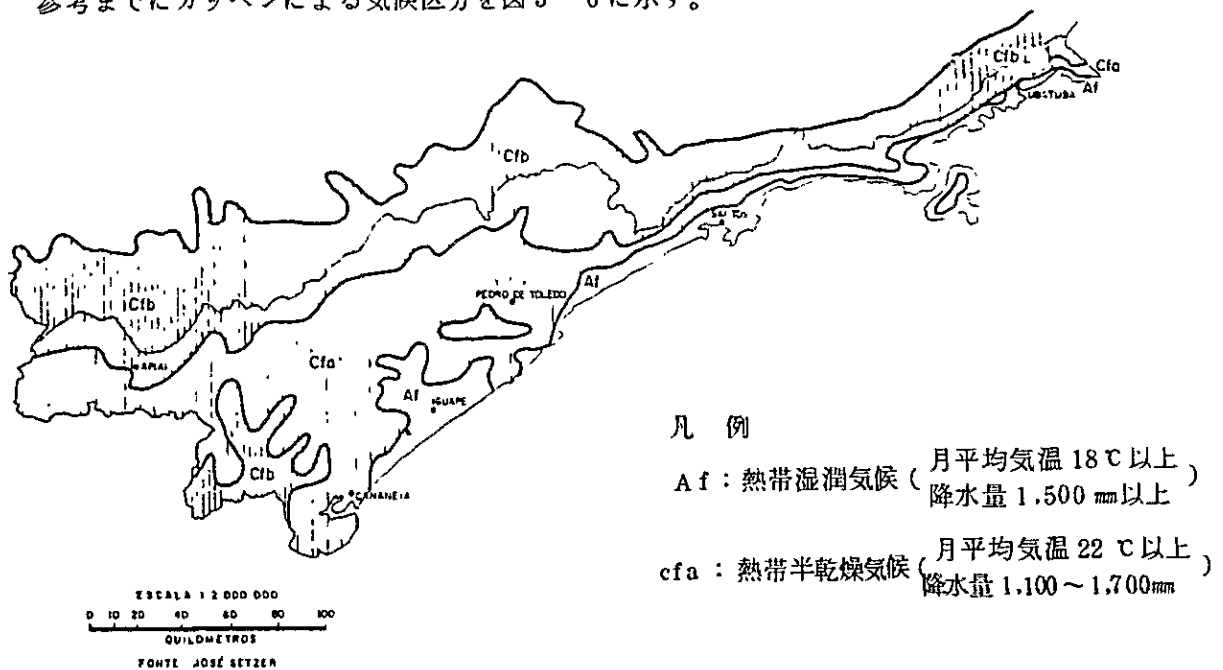 参考までにガッペンによる気候区分を図3-6に示す。
Cfb
Cfa
Af
UBATUBA
Cfb
SANTOS
Af
PEDRO DE TOLEDO
Cfb
APIAI
Cfa
Af
IGUAPE
Cfb
CANANEIA
凡 例
Af : 熱帯湿潤気候 ( 月平均気温 18℃以上
降水量 1,500 ㎜以上 )
cfa : 熱帯半乾燥気候 ( 月平均気温 22 ℃以上
降水量 1,100～1,700㎜ )
ESCALA 1 2 000 000
0 10 20 40 60 80 100
QUILOMETROS
FONTE JOSÉ SETZER